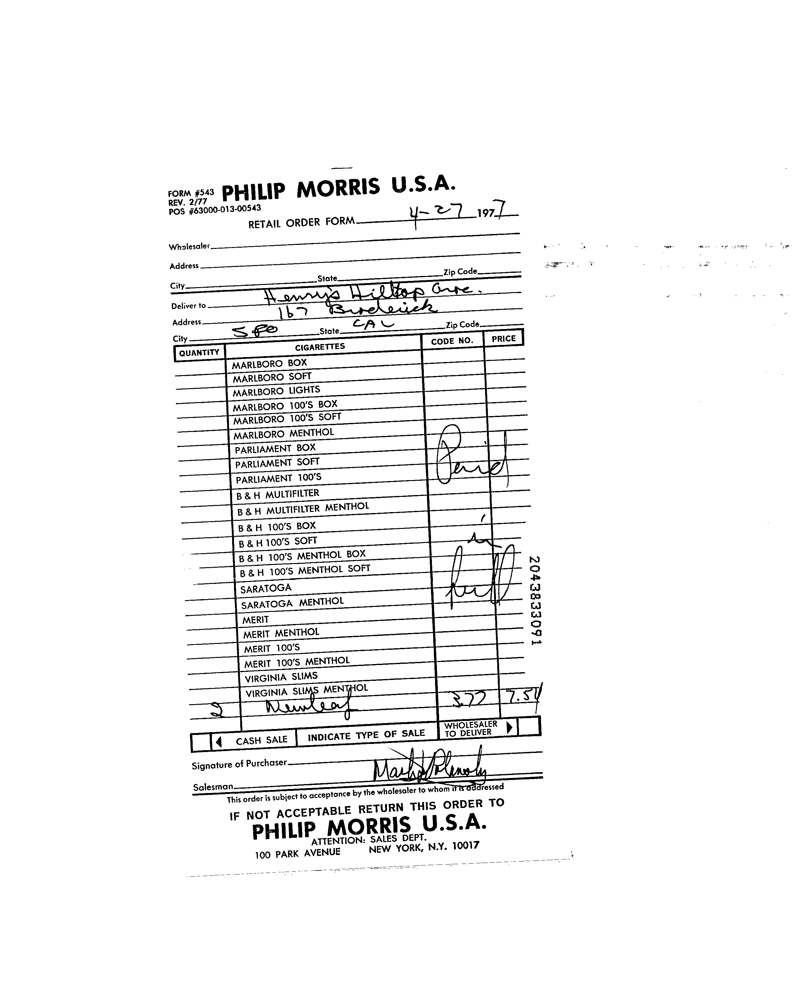 FORM #543 PHILIP MORRIS U.S.A.
REV. 2/77
POS #63000-013-00543
RETAIL ORDER FORM 4-27 1977
Wholesaler
Address
City State Zip Code
Deliver to Henry's Hilltop Groc.
Address 167 Broderick
City SFO State CAL Zip Code
QUANTITY CIGARETTES CODE NO. PRICE
MARLBORO BOX
MARLBORO SOFT
MARLBORO LIGHTS
MARLBORO 100'S BOX
MARLBORO 100'S SOFT
MARLBORO MENTHOL
PARLIAMENT BOX
PARLIAMENT SOFT
PARLIAMENT 100'S
Paid
B & H MULTIFILTER
B & H MULTIFILTER MENTHOL
B & H 100'S BOX
B & H 100'S SOFT
in
B & H 100'S MENTHOL BOX
B & H 100'S MENTHOL SOFT
SARATOGA
full
SARATOGA MENTHOL
MERIT
MERIT MENTHOL
MERIT 100'S
MERIT 100'S MENTHOL
VIRGINIA SLIMS
VIRGINIA SLIMS MENTHOL
2 Newleaf 3.77 7.54
CASH SALE INDICATE TYPE OF SALE WHOLESALER TO DELIVER
Signature of Purchaser
Salesman
This order is subject to acceptance by the wholesaler to whom it is addressed
IF NOT ACCEPTABLE RETURN THIS ORDER TO
PHILIP MORRIS U.S.A.
ATTENTION: SALES DEPT.
100 PARK AVENUE NEW YORK, N.Y. 10017
2043833091